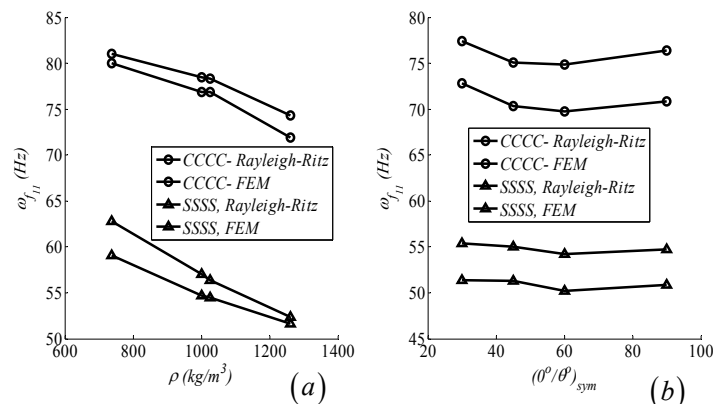 85
80
75
70
65
60
55
50
ω_f₁₁ (Hz)
CCCC- Rayleigh-Ritz
CCCC- FEM
SSSS, Rayleigh-Ritz
SSSS, FEM
600 800 1000 1200 1400
ρ (kg/m³)
(a)
80
75
70
65
60
55
50
45
ω_f₁₁ (Hz)
CCCC- Rayleigh-Ritz
CCCC- FEM
SSSS, Rayleigh-Ritz
SSSS, FEM
20 40 60 80 100
(0°/θ°)sym
(b)